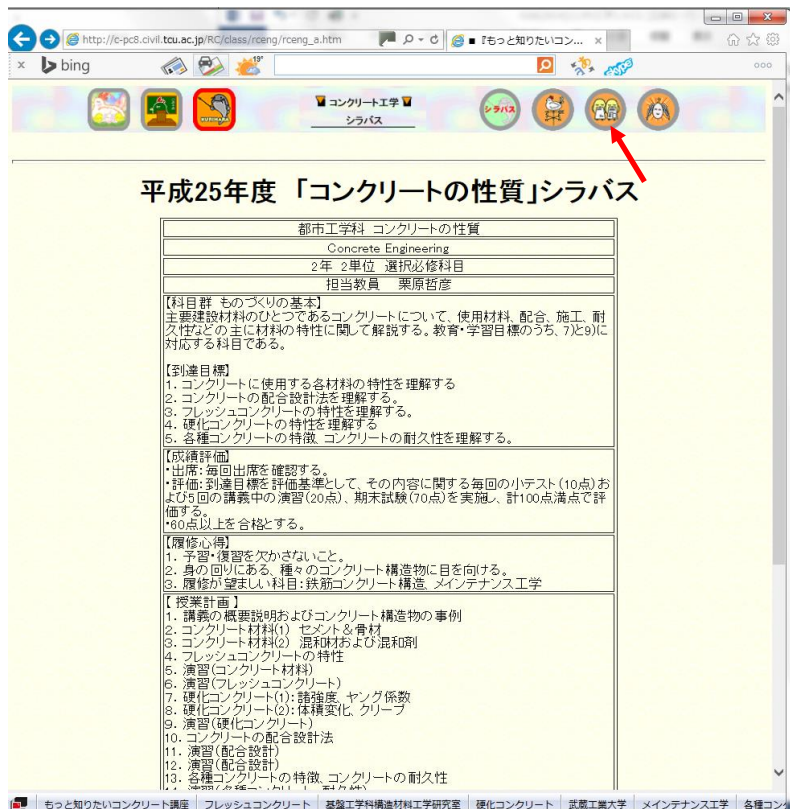 http://c-pc8.civil.tcu.ac.jp/RC/class/rceng/rceng_a.htm
■『もっと知りたいコン...
bing
19°
KURIHARA
コンクリート工学
シラバス
シラバス
平成25年度 「コンクリートの性質」シラバス
都市工学科 コンクリートの性質
Concrete Engineering
2年 2単位 選択必修科目
担当教員 栗原哲彦
【科目群 ものづくりの基本】
主要建設材料のひとつであるコンクリートについて、使用材料、配合、施工、耐
久性などの主に材料の特性に関して解説する。教育・学習目標のうち、7)と9)に
対応する科目である。
【到達目標】
1. コンクリートに使用する各材料の特性を理解する
2. コンクリートの配合設計法を理解する。
3. フレッシュコンクリートの特性を理解する。
4. 硬化コンクリートの特性を理解する
5. 各種コンクリートの特徴、コンクリートの耐久性を理解する。
【成績評価】
・出席：毎回出席を確認する。
・評価：到達目標を評価基準として、その内容に関する毎回の小テスト(10点)お
よび5回の講義中の演習(20点)、期末試験(70点)を実施し、計100点満点で評
価する。
・60点以上を合格とする。
【履修心得】
1. 予習・復習を欠かさないこと。
2. 身の回りにある、種々のコンクリート構造物に目を向ける。
3. 履修が望ましい科目：鉄筋コンクリート構造、メインテナンス工学
【 授業計画 】
1. 講義の概要説明およびコンクリート構造物の事例
2. コンクリート材料(1) セメント＆骨材
3. コンクリート材料(2) 混和材および混和剤
4. フレッシュコンクリートの特性
5. 演習(コンクリート材料)
6. 演習(フレッシュコンクリート)
7. 硬化コンクリート(1)：諸強度、ヤング係数
8. 硬化コンクリート(2)：体積変化、クリープ
9. 演習(硬化コンクリート)
10. コンクリートの配合設計法
11. 演習(配合設計)
12. 演習(配合設計)
13. 各種コンクリートの特徴、コンクリートの耐久性
もっと知りたいコンクリート講座 フレッシュコンクリート 基盤工学科構造材料工学研究室 硬化コンクリート 武蔵工業大学 メインテナンス工学 各種コン